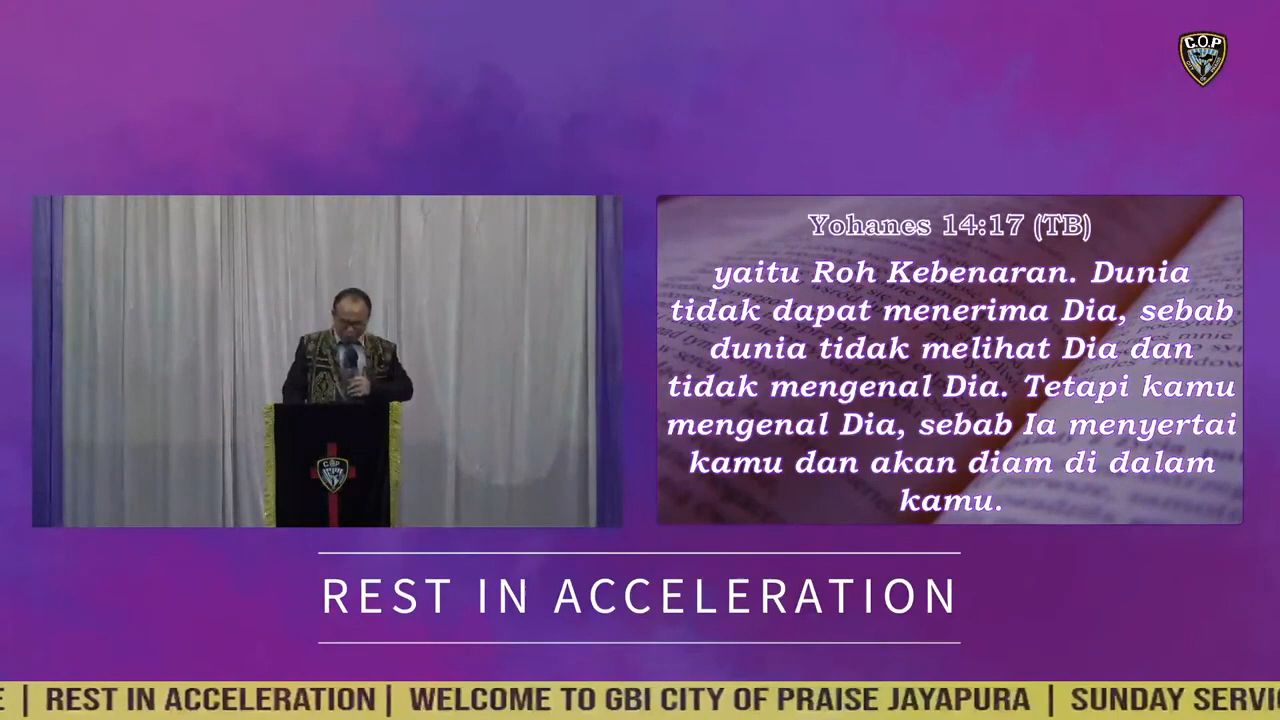 C.O.P
Yohanes 14:17 (TB)
yaitu Roh Kebenaran. Dunia
tidak dapat menerima Dia, sebab
dunia tidak melihat Dia dan
tidak mengenal Dia. Tetapi kamu
mengenal Dia, sebab Ia menyertai
kamu dan akan diam di dalam
kamu.
C.O.P
REST IN ACCELERATION
E | REST IN ACCELERATION | WELCOME TO GBI CITY OF PRAISE JAYAPURA | SUNDAY SERVI